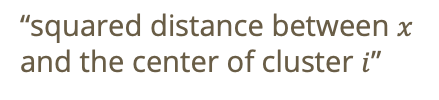 “squared distance between x
and the center of cluster i”